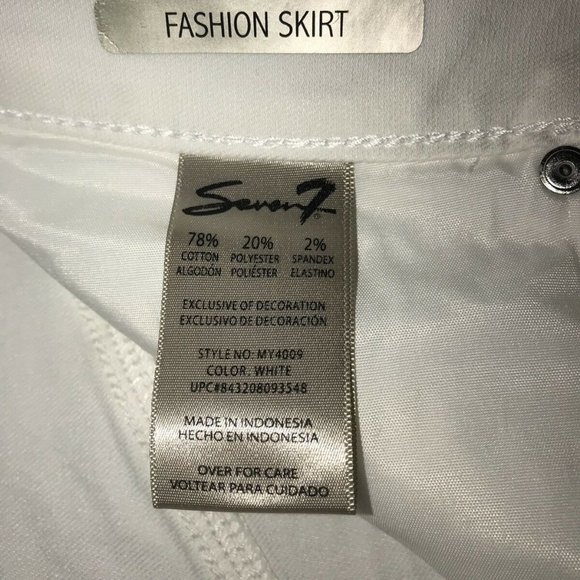 FASHION SKIRT
Seven7
78% 20% 2%
COTTON POLYESTER SPANDEX
ALGODÓN POLIÉSTER ELASTINO
EXCLUSIVE OF DECORATION
EXCLUSIVO DE DECORACIÓN
STYLE NO: MY4009
COLOR: WHITE
UPC#843208093548
MADE IN INDONESIA
HECHO EN INDONESIA
OVER FOR CARE
VOLTEAR PARA CUIDADO